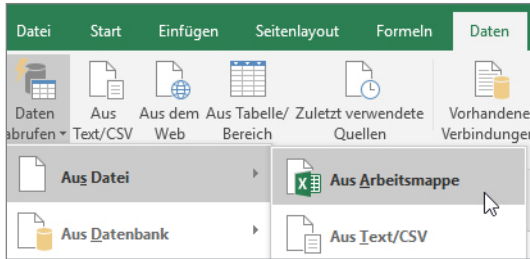 Datei Start Einfügen Seitenlayout Formeln Daten
Daten Aus Aus dem Aus Tabelle/ Zuletzt verwendete Vorhandene
abrufen Text/CSV Web Bereich Quellen Verbindungen
Aus Datei Aus Arbeitsmappe
Aus Datenbank Aus Text/CSV